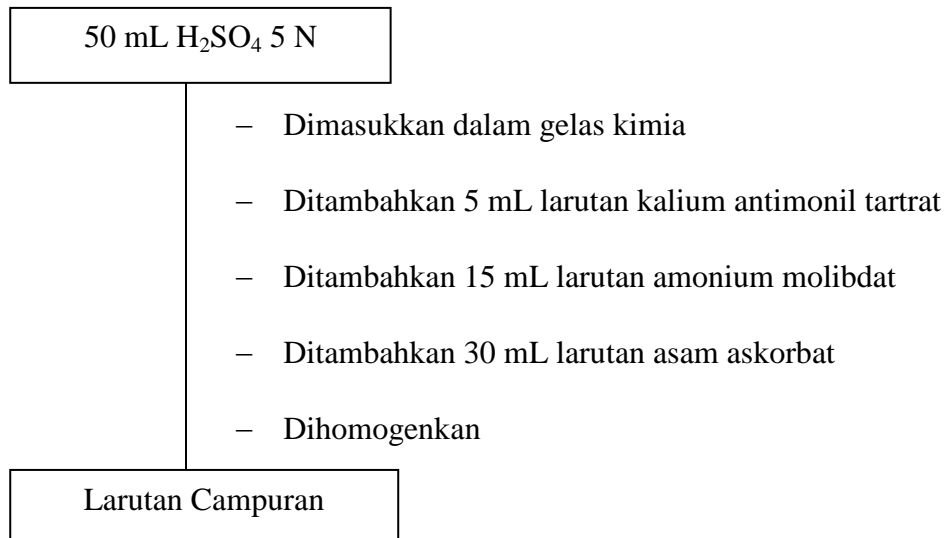 50 mL H₂SO₄ 5 N
– Dimasukkan dalam gelas kimia
– Ditambahkan 5 mL larutan kalium antimonil tartrat
– Ditambahkan 15 mL larutan amonium molibdat
– Ditambahkan 30 mL larutan asam askorbat
– Dihomogenkan
Larutan Campuran